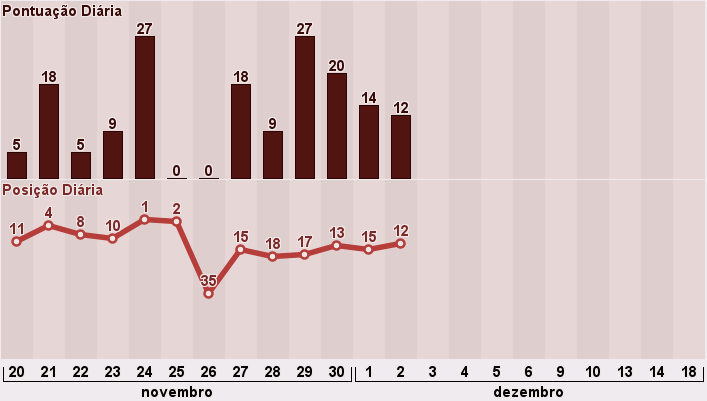 Pontuação Diária
5 18 5 9 27 0 0 18 9 27 20 14 12
Posição Diária
11 4 8 10 1 2 35 15 18 17 13 15 12
20 21 22 23 24 25 26 27 28 29 30 1 2 3 4 5 6 9 10 13 14 18
novembro dezembro